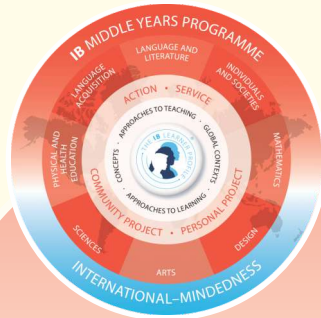 IB MIDDLE YEARS PROGRAMME
LANGUAGE AND
LITERATURE
LANGUAGE
ACQUISITION
INDIVIDUALS
AND SOCIETIES
PHYSICAL AND
HEALTH
EDUCATION
MATHEMATICS
SCIENCES
DESIGN
ARTS
ACTION • SERVICE
COMMUNITY PROJECT • PERSONAL PROJECT
APPROACHES TO TEACHING
GLOBAL CONTEXTS
APPROACHES TO LEARNING
CONCEPTS
THE IB LEARNER PROFILE
INTERNATIONAL–MINDEDNESS